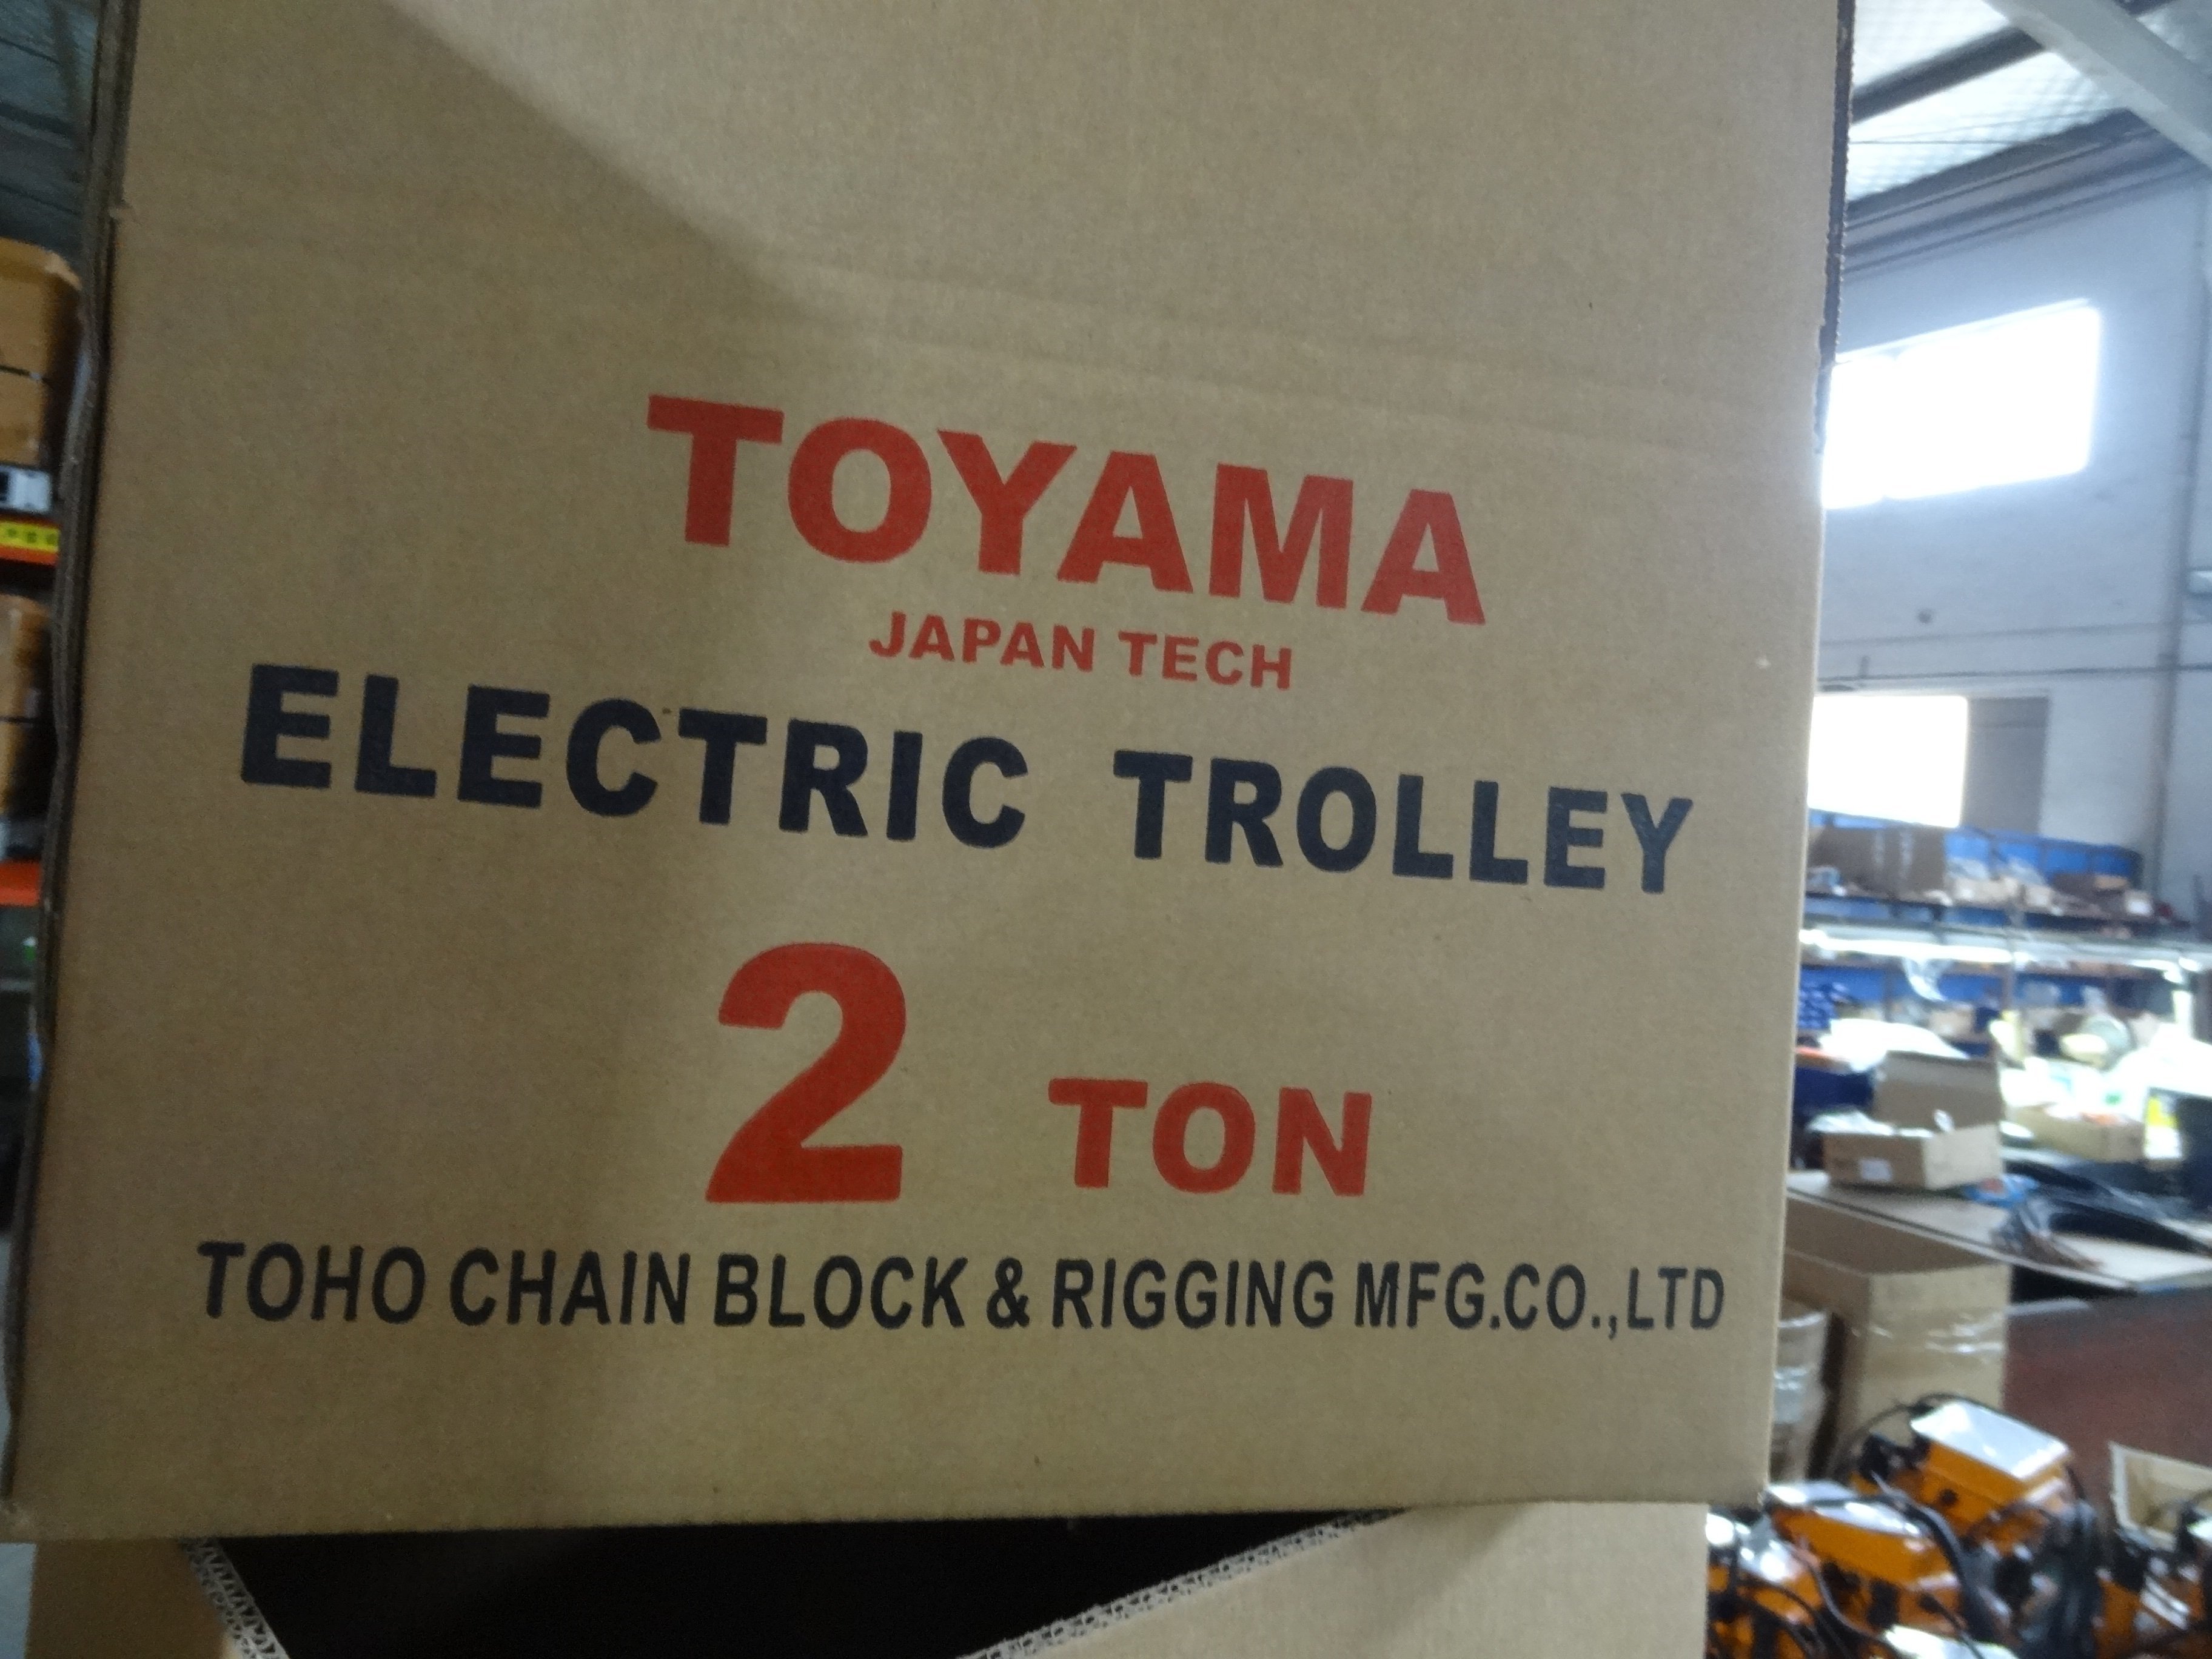 TOYAMA
JAPAN TECH
ELECTRIC TROLLEY
2 TON
TOHO CHAIN BLOCK & RIGGING MFG.CO.,LTD